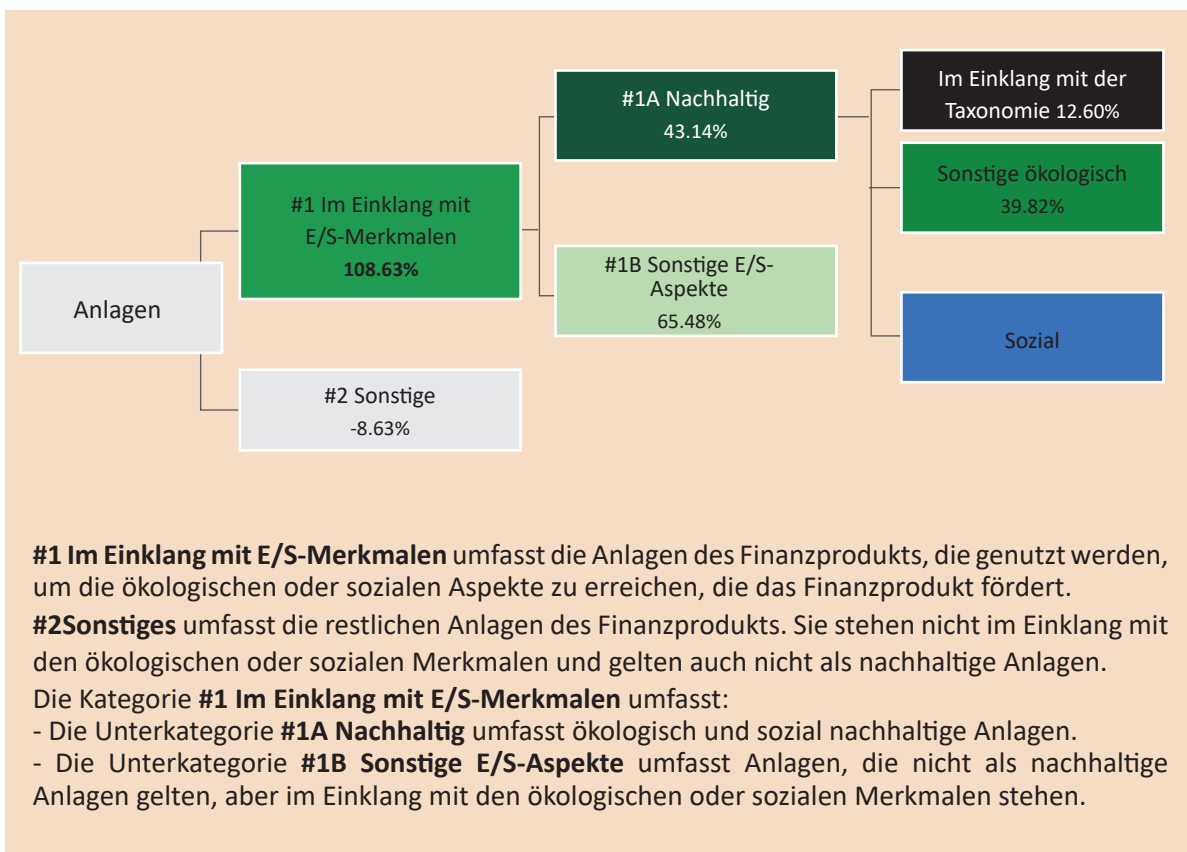 Anlagen
#1 Im Einklang mit
E/S-Merkmalen
108.63%
#2 Sonstige
-8.63%
#1A Nachhaltig
43.14%
#1B Sonstige E/S-
Aspekte
65.48%
Im Einklang mit der
Taxonomie 12.60%
Sonstige ökologisch
39.82%
Sozial
#1 Im Einklang mit E/S-Merkmalen umfasst die Anlagen des Finanzprodukts, die genutzt werden,
um die ökologischen oder sozialen Aspekte zu erreichen, die das Finanzprodukt fördert.
#2Sonstiges umfasst die restlichen Anlagen des Finanzprodukts. Sie stehen nicht im Einklang mit
den ökologischen oder sozialen Merkmalen und gelten auch nicht als nachhaltige Anlagen.
Die Kategorie #1 Im Einklang mit E/S-Merkmalen umfasst:
- Die Unterkategorie #1A Nachhaltig umfasst ökologisch und sozial nachhaltige Anlagen.
- Die Unterkategorie #1B Sonstige E/S-Aspekte umfasst Anlagen, die nicht als nachhaltige
Anlagen gelten, aber im Einklang mit den ökologischen oder sozialen Merkmalen stehen.